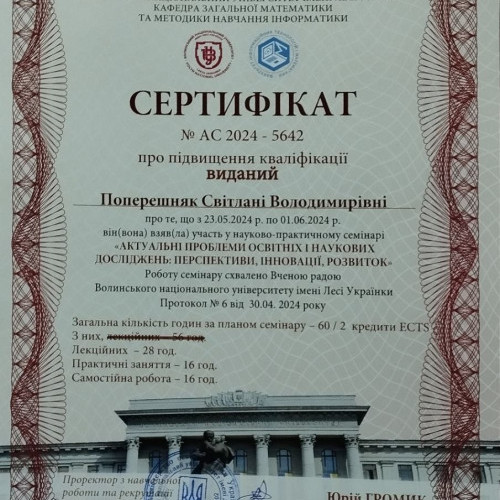 КАФЕДРА ЗАГАЛЬНОЇ МАТЕМАТИКИ
ТА МЕТОДИКИ НАВЧАННЯ ІНФОРМАТИКИ
СЕРТИФІКАТ
№ АС 2024 - 5642
про підвищення кваліфікації
виданий
Поперешняк Світлані Володимирівні
про те, що з 23.05.2024 р. по 01.06.2024 р.
він(вона) взяв(ла) участь у науково-практичному семінарі
«АКТУАЛЬНІ ПРОБЛЕМИ ОСВІТНІХ І НАУКОВИХ
ДОСЛІДЖЕНЬ: ПЕРСПЕКТИВИ, ІННОВАЦІЇ, РОЗВИТОК»
Роботу семінару схвалено Вченою радою
Волинського національного університету імені Лесі Українки
Протокол № 6 від 30.04. 2024 року
Загальна кількість годин за планом семінару – 60 / 2 кредити ECTS
З них, лекційних – 56 год.
Лекційних – 28 год.
Практичні заняття – 16 год.
Самостійна робота – 16 год.
Проректор з навчальної
роботи та рекрутації
Юрій ГРОМИК